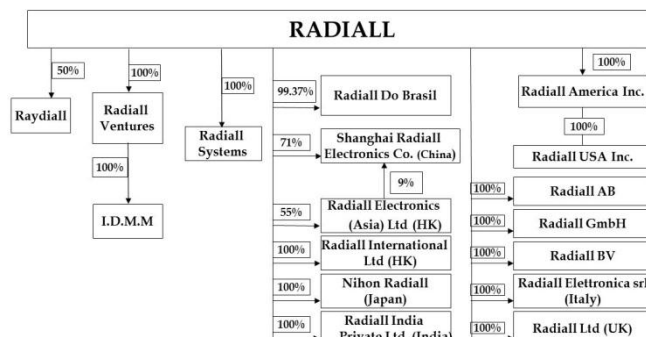 RADIALL
50%
100%
100%
99.37%
100%
Raydiall
Radiall
Ventures
Radiall
Systems
Radiall Do Brasil
Radiall America Inc.
100%
71%
Shanghai Radiall
Electronics Co. (China)
100%
Radiall USA Inc.
9%
I.D.M.M
55%
Radiall Electronics
(Asia) Ltd (HK)
100%
Radiall International
Ltd (HK)
100%
Nihon Radiall
(Japan)
100%
Radiall India
Private Ltd (India)
100%
Radiall AB
100%
Radiall GmbH
100%
Radiall BV
100%
Radiall Elettronica srl
(Italy)
100%
Radiall Ltd (UK)